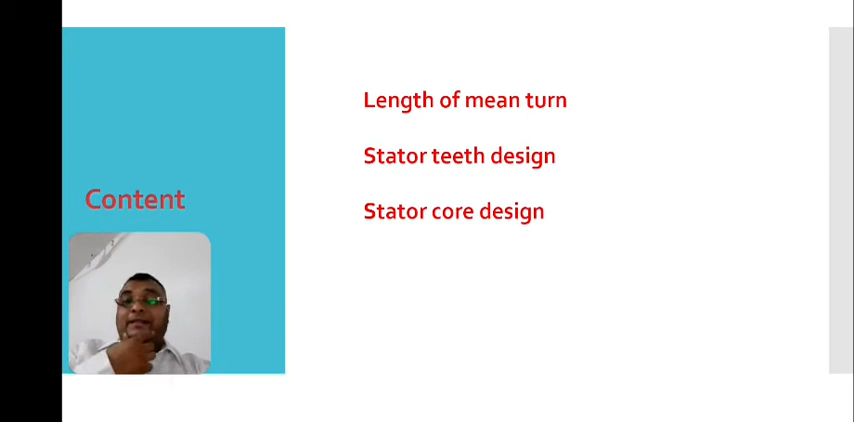 Content
Length of mean turn
Stator teeth design
Stator core design